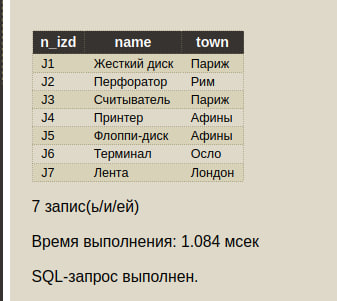 n_izd name town
J1 Жесткий диск Париж
J2 Перфоратор Рим
J3 Считыватель Париж
J4 Принтер Афины
J5 Флоппи-диск Афины
J6 Терминал Осло
J7 Лента Лондон
7 запис(ь/и/ей)
Время выполнения: 1.084 мсек
SQL-запрос выполнен.